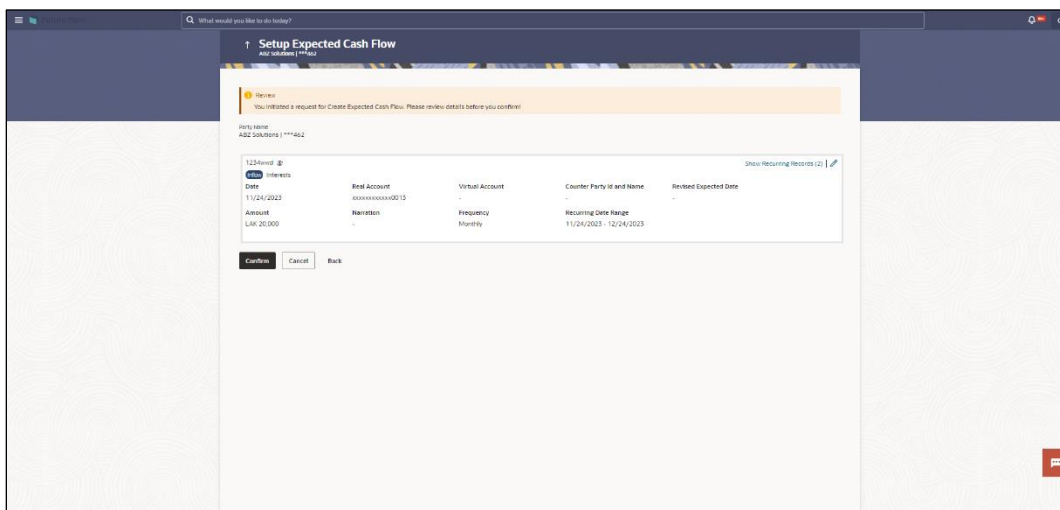 What would you like to do today?
↑ Setup Expected Cash Flow
ABZ Solutions | ***462
Review
You initiated a request for Create Expected Cash Flow. Please review details before you confirm!
Party Name
ABZ Solutions | ***462
1234wwd Show Recurring Records (2)
Inflow Interests
Date Real Account Virtual Account Counter Party Id and Name Revised Expected Date
11/24/2023 xxxxxxxxxxxx0015 - - -
Amount Narration Frequency Recurring Date Range
LAK 20,000 - Monthly 11/24/2023 - 12/24/2023
Confirm Cancel Back